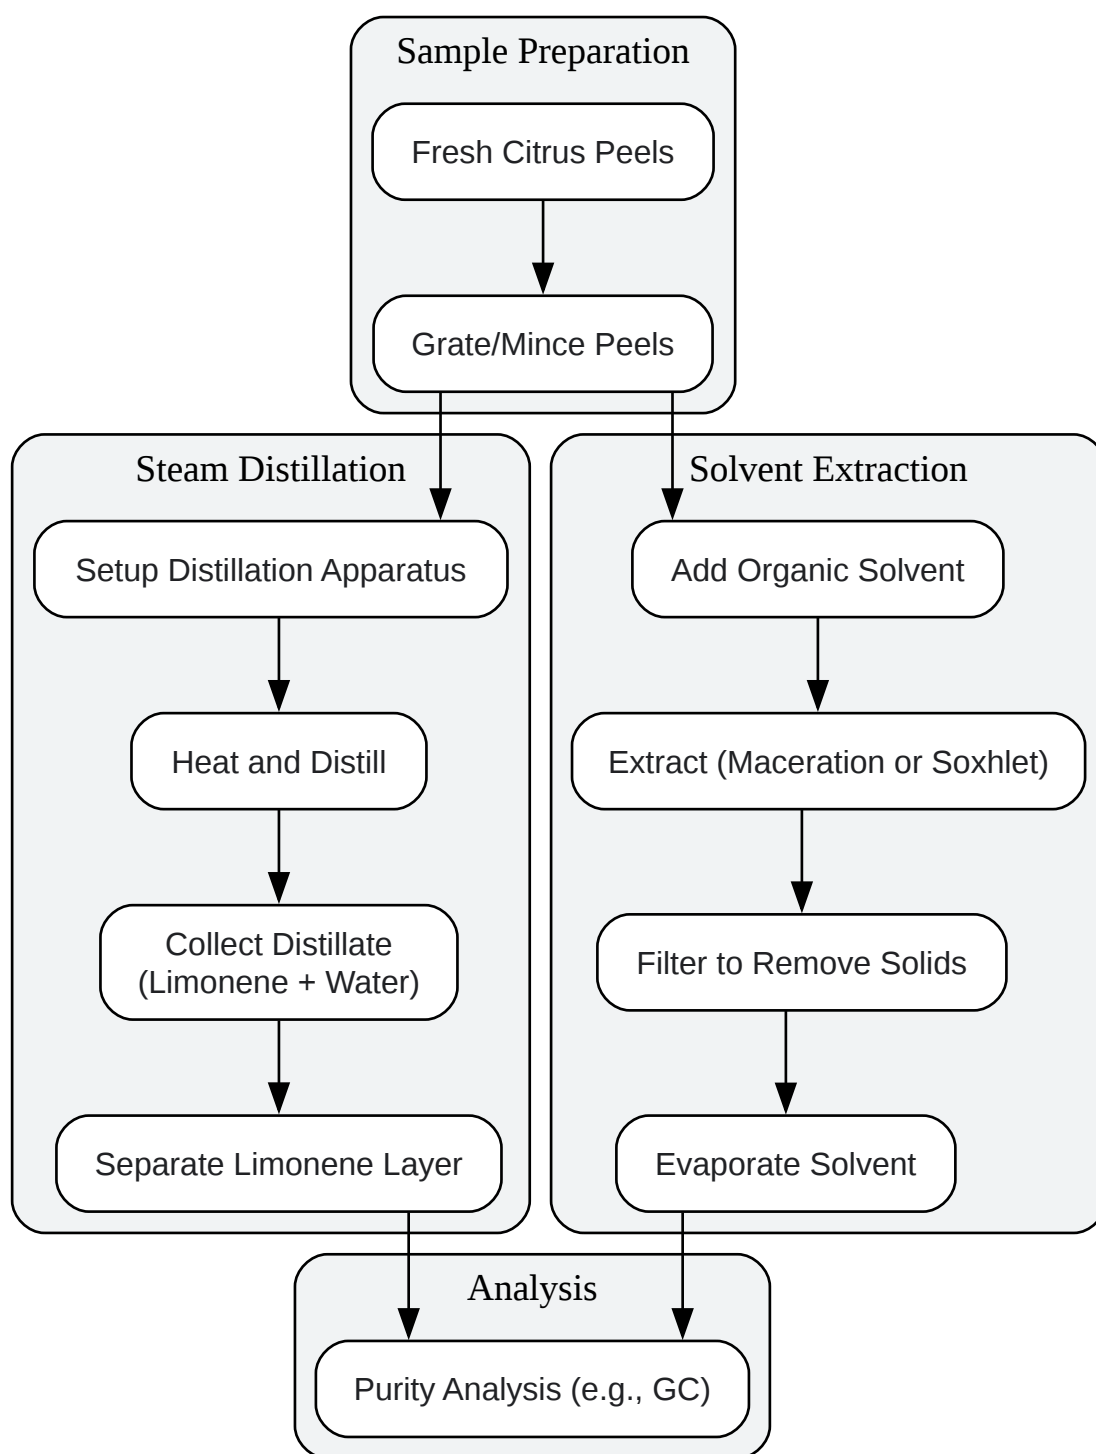 Sample Preparation
Fresh Citrus Peels
Grate/Mince Peels
Steam Distillation
Setup Distillation Apparatus
Heat and Distill
Collect Distillate
(Limonene + Water)
Separate Limonene Layer
Solvent Extraction
Add Organic Solvent
Extract (Maceration or Soxhlet)
Filter to Remove Solids
Evaporate Solvent
Analysis
Purity Analysis (e.g., GC)